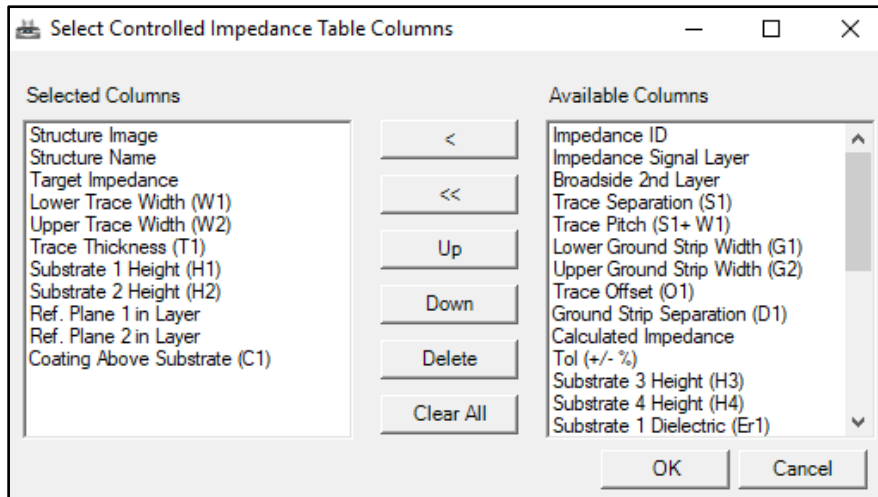 Select Controlled Impedance Table Columns
Selected Columns
Structure Image
Structure Name
Target Impedance
Lower Trace Width (W1)
Upper Trace Width (W2)
Trace Thickness (T1)
Substrate 1 Height (H1)
Substrate 2 Height (H2)
Ref. Plane 1 in Layer
Ref. Plane 2 in Layer
Coating Above Substrate (C1)
<
<<
Up
Down
Delete
Clear All
Available Columns
Impedance ID
Impedance Signal Layer
Broadside 2nd Layer
Trace Separation (S1)
Trace Pitch (S1+ W1)
Lower Ground Strip Width (G1)
Upper Ground Strip Width (G2)
Trace Offset (O1)
Ground Strip Separation (D1)
Calculated Impedance
Tol (+/- %)
Substrate 3 Height (H3)
Substrate 4 Height (H4)
Substrate 1 Dielectric (Er1)
OK
Cancel